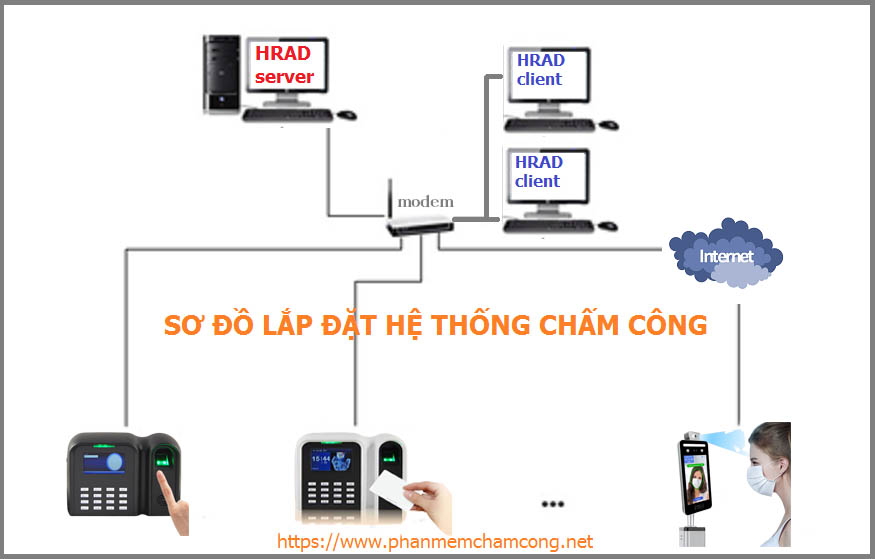 HRAD
server
HRAD
client
HRAD
client
modem
Internet
SƠ ĐỒ LẮP ĐẶT HỆ THỐNG CHẤM CÔNG
15:44
...
https://www.phanmemchamcong.net